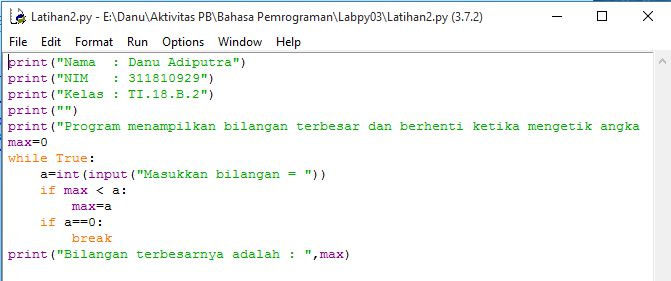 Latihan2.py - E:\Danu\Aktivitas PB\Bahasa Pemrograman\Labpy03\Latihan2.py (3.7.2)
File Edit Format Run Options Window Help
print("Nama  : Danu Adiputra")
print("NIM   : 311810929")
print("Kelas : TI.18.B.2")
print("")
print("Program menampilkan bilangan terbesar dan berhenti ketika mengetik angka
max=0
while True:
    a=int(input("Masukkan bilangan = "))
    if max < a:
        max=a
    if a==0:
        break
print("Bilangan terbesarnya adalah : ",max)